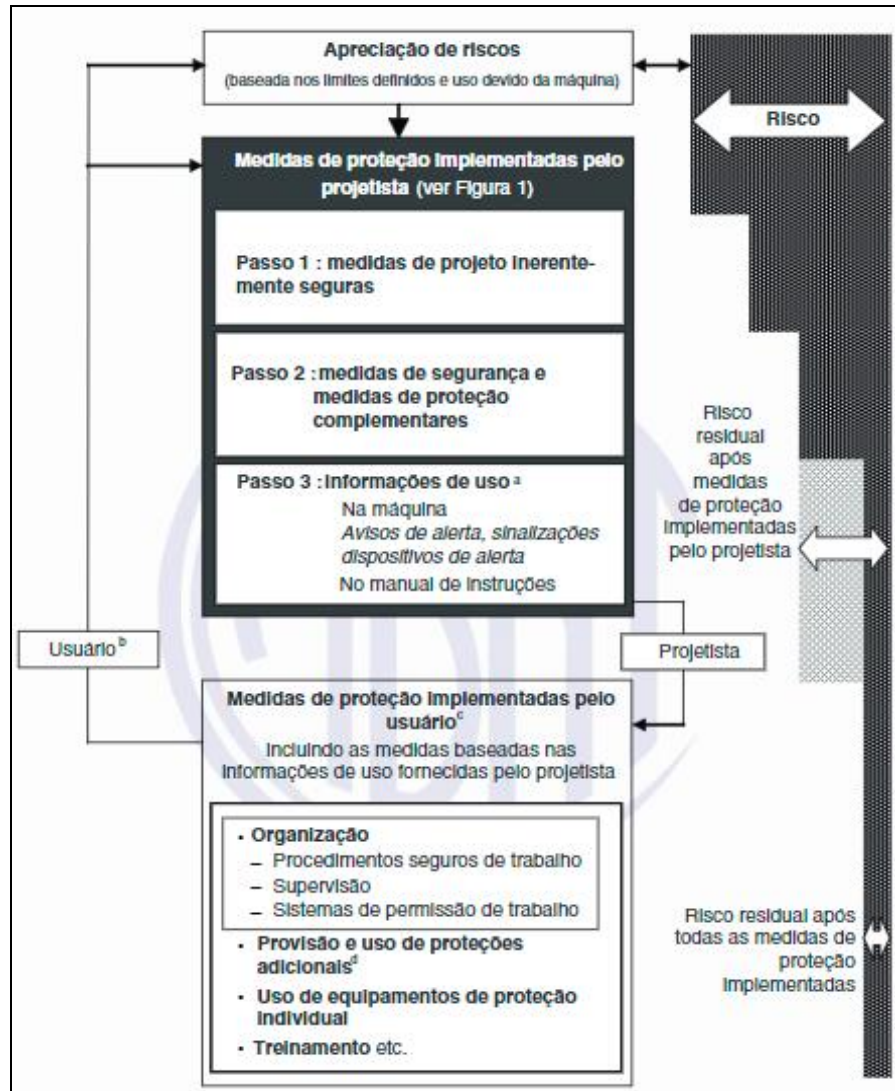 Apreciação de riscos
(baseada nos limites definidos e uso devido da máquina)
Risco
Medidas de proteção implementadas pelo
projetista (ver Figura 1)
Passo 1 : medidas de projeto inerente-
mente seguras
Passo 2 : medidas de segurança e
medidas de proteção
complementares
Passo 3 : Informações de uso a
Na máquina
Avisos de alerta, sinalizações
dispositivos de alerta
No manual de instruções
Risco
residual
após
medidas
de proteção
implementadas
pelo projetista
Usuário b
Projetista
Medidas de proteção implementadas pelo
usuário c
Incluindo as medidas baseadas nas
informações de uso fornecidas pelo projetista
• Organização
– Procedimentos seguros de trabalho
– Supervisão
– Sistemas de permissão de trabalho
• Provisão e uso de proteções
adicionais d
• Uso de equipamentos de proteção
individual
• Treinamento etc.
Risco residual após
todas as medidas de
proteção
implementadas